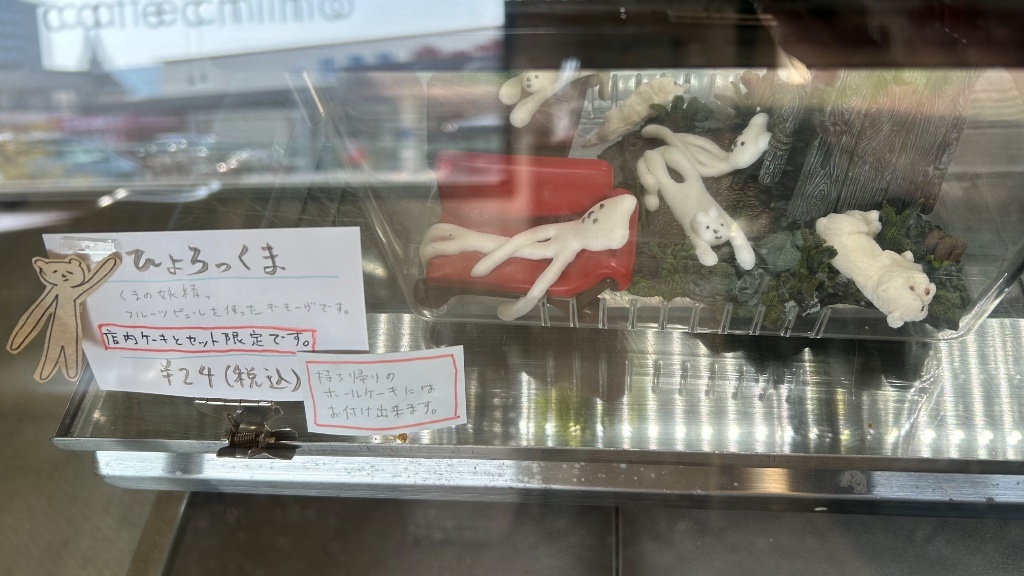 ひょろっくま
くまの妖精。
フルーツピューレを使ったギモーヴです。
店内ケーキとセット限定です。
¥24(税込)
持ち帰りの
ホールケーキには
お付け出来ます。